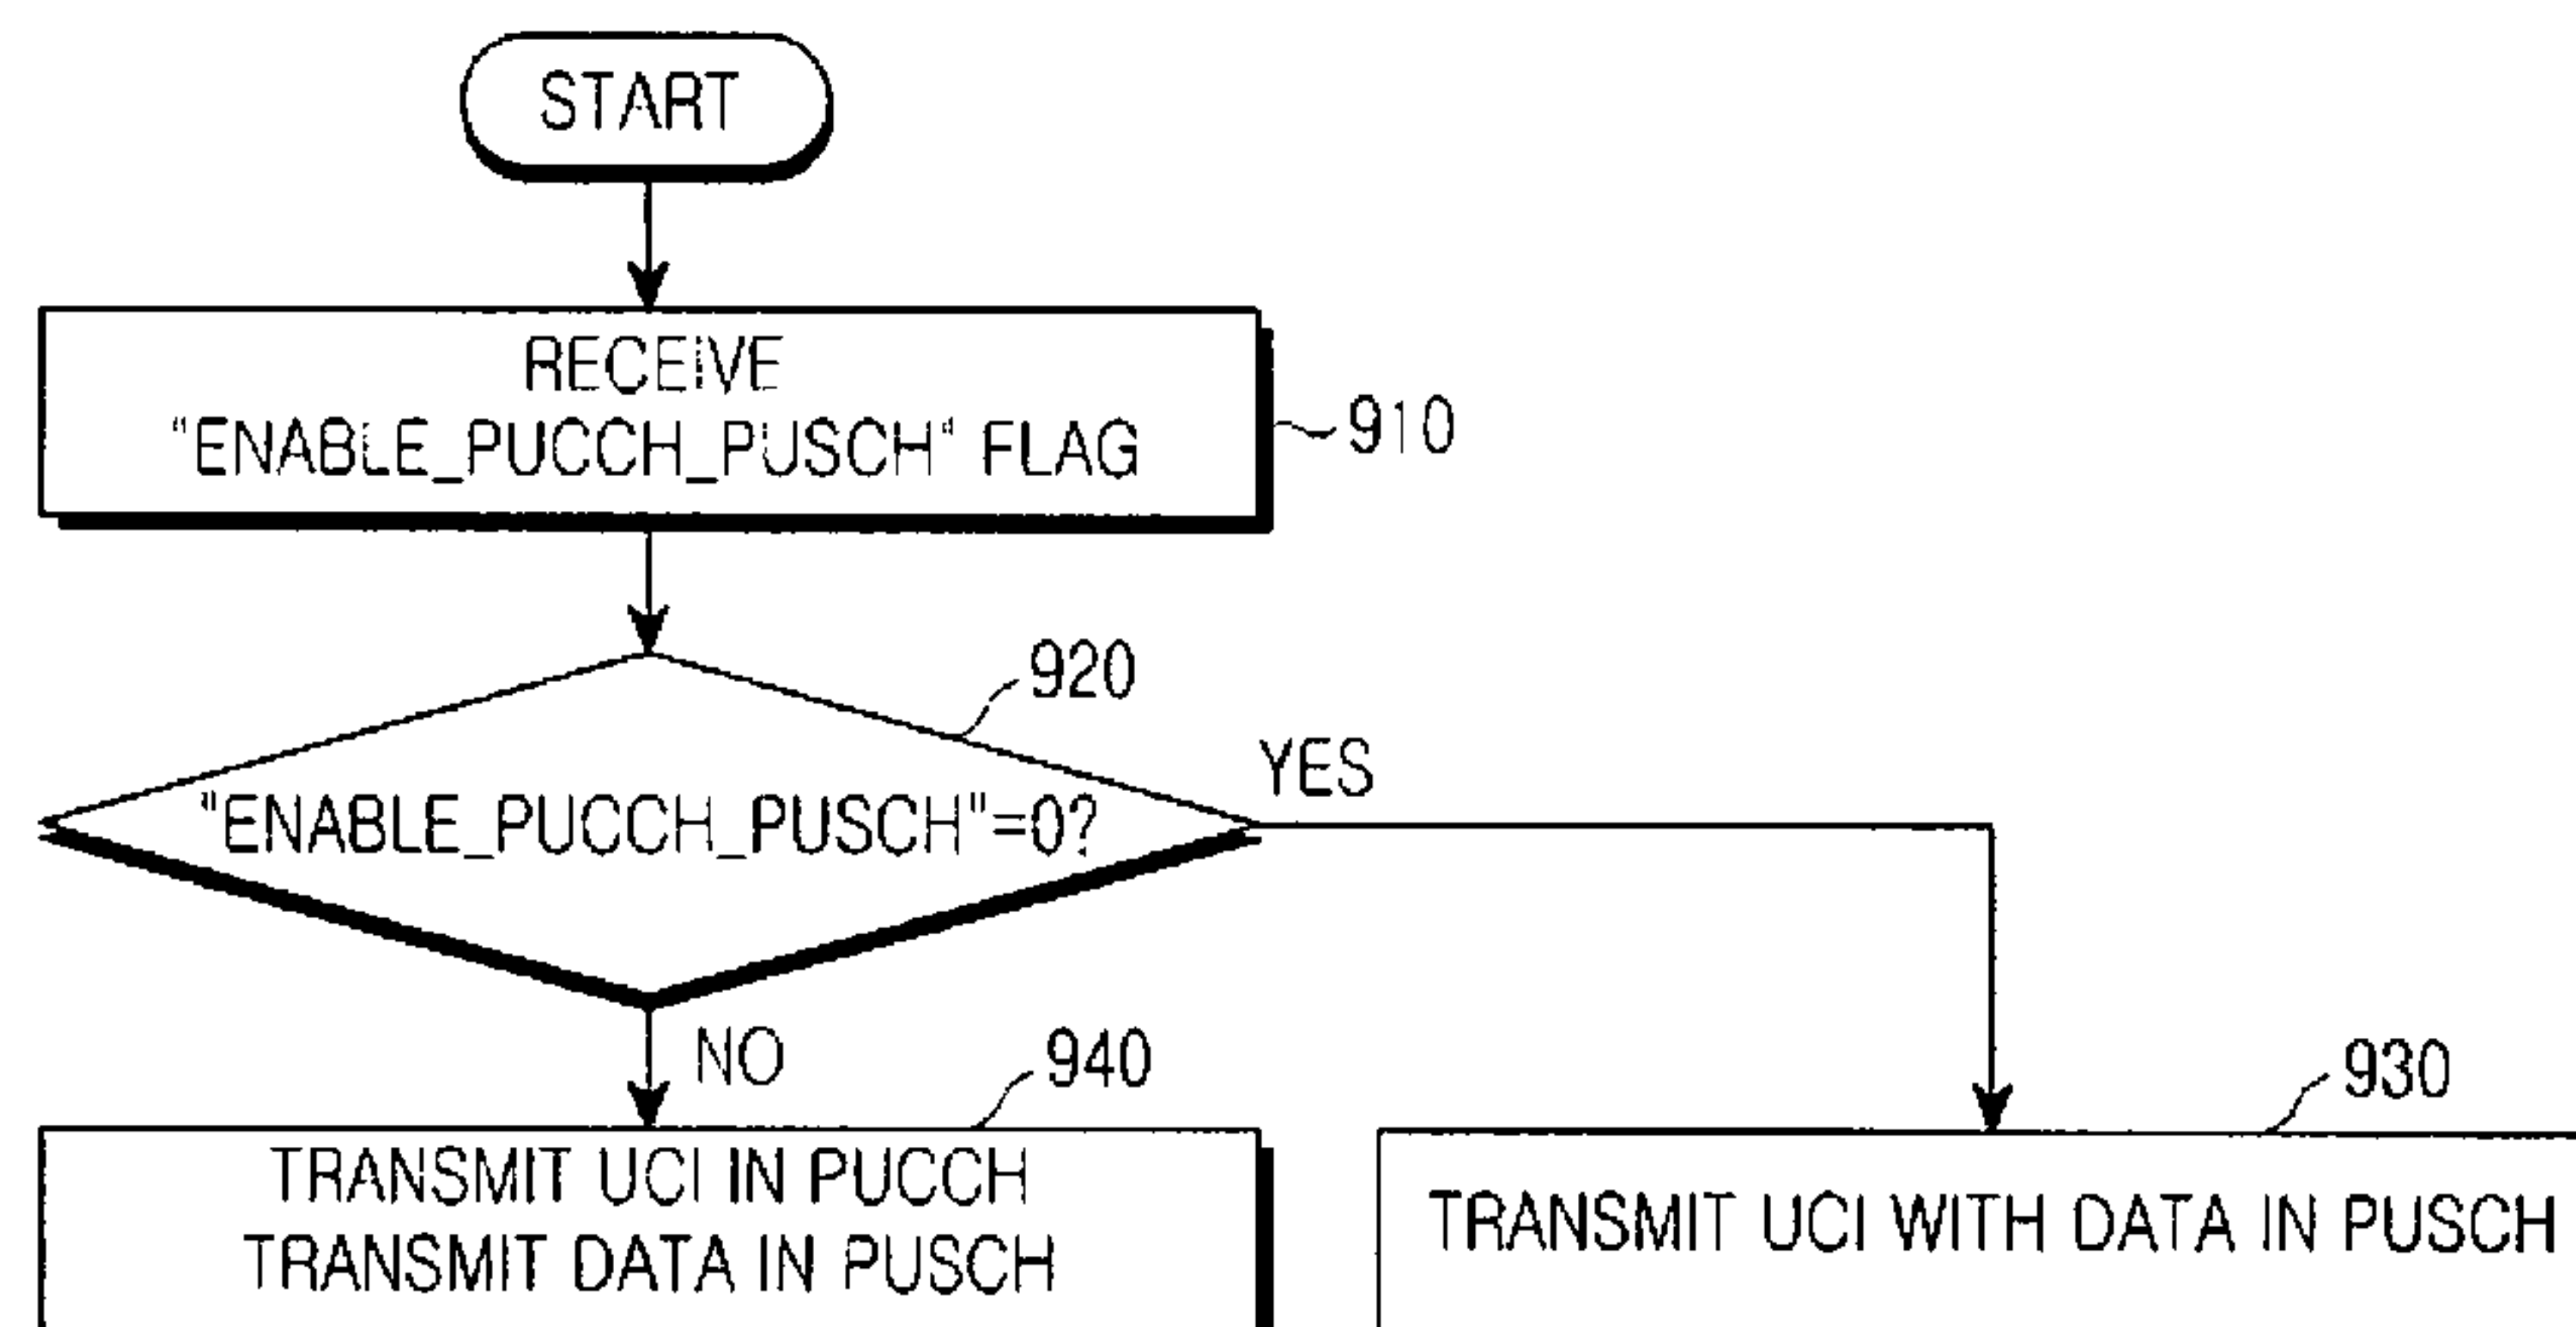 START
RECEIVE
"ENABLE_PUCCH_PUSCH" FLAG
910
920
"ENABLE_PUCCH_PUSCH"=0?
YES
NO
940
930
TRANSMIT UCI IN PUCCH
TRANSMIT DATA IN PUSCH
TRANSMIT UCI WITH DATA IN PUSCH